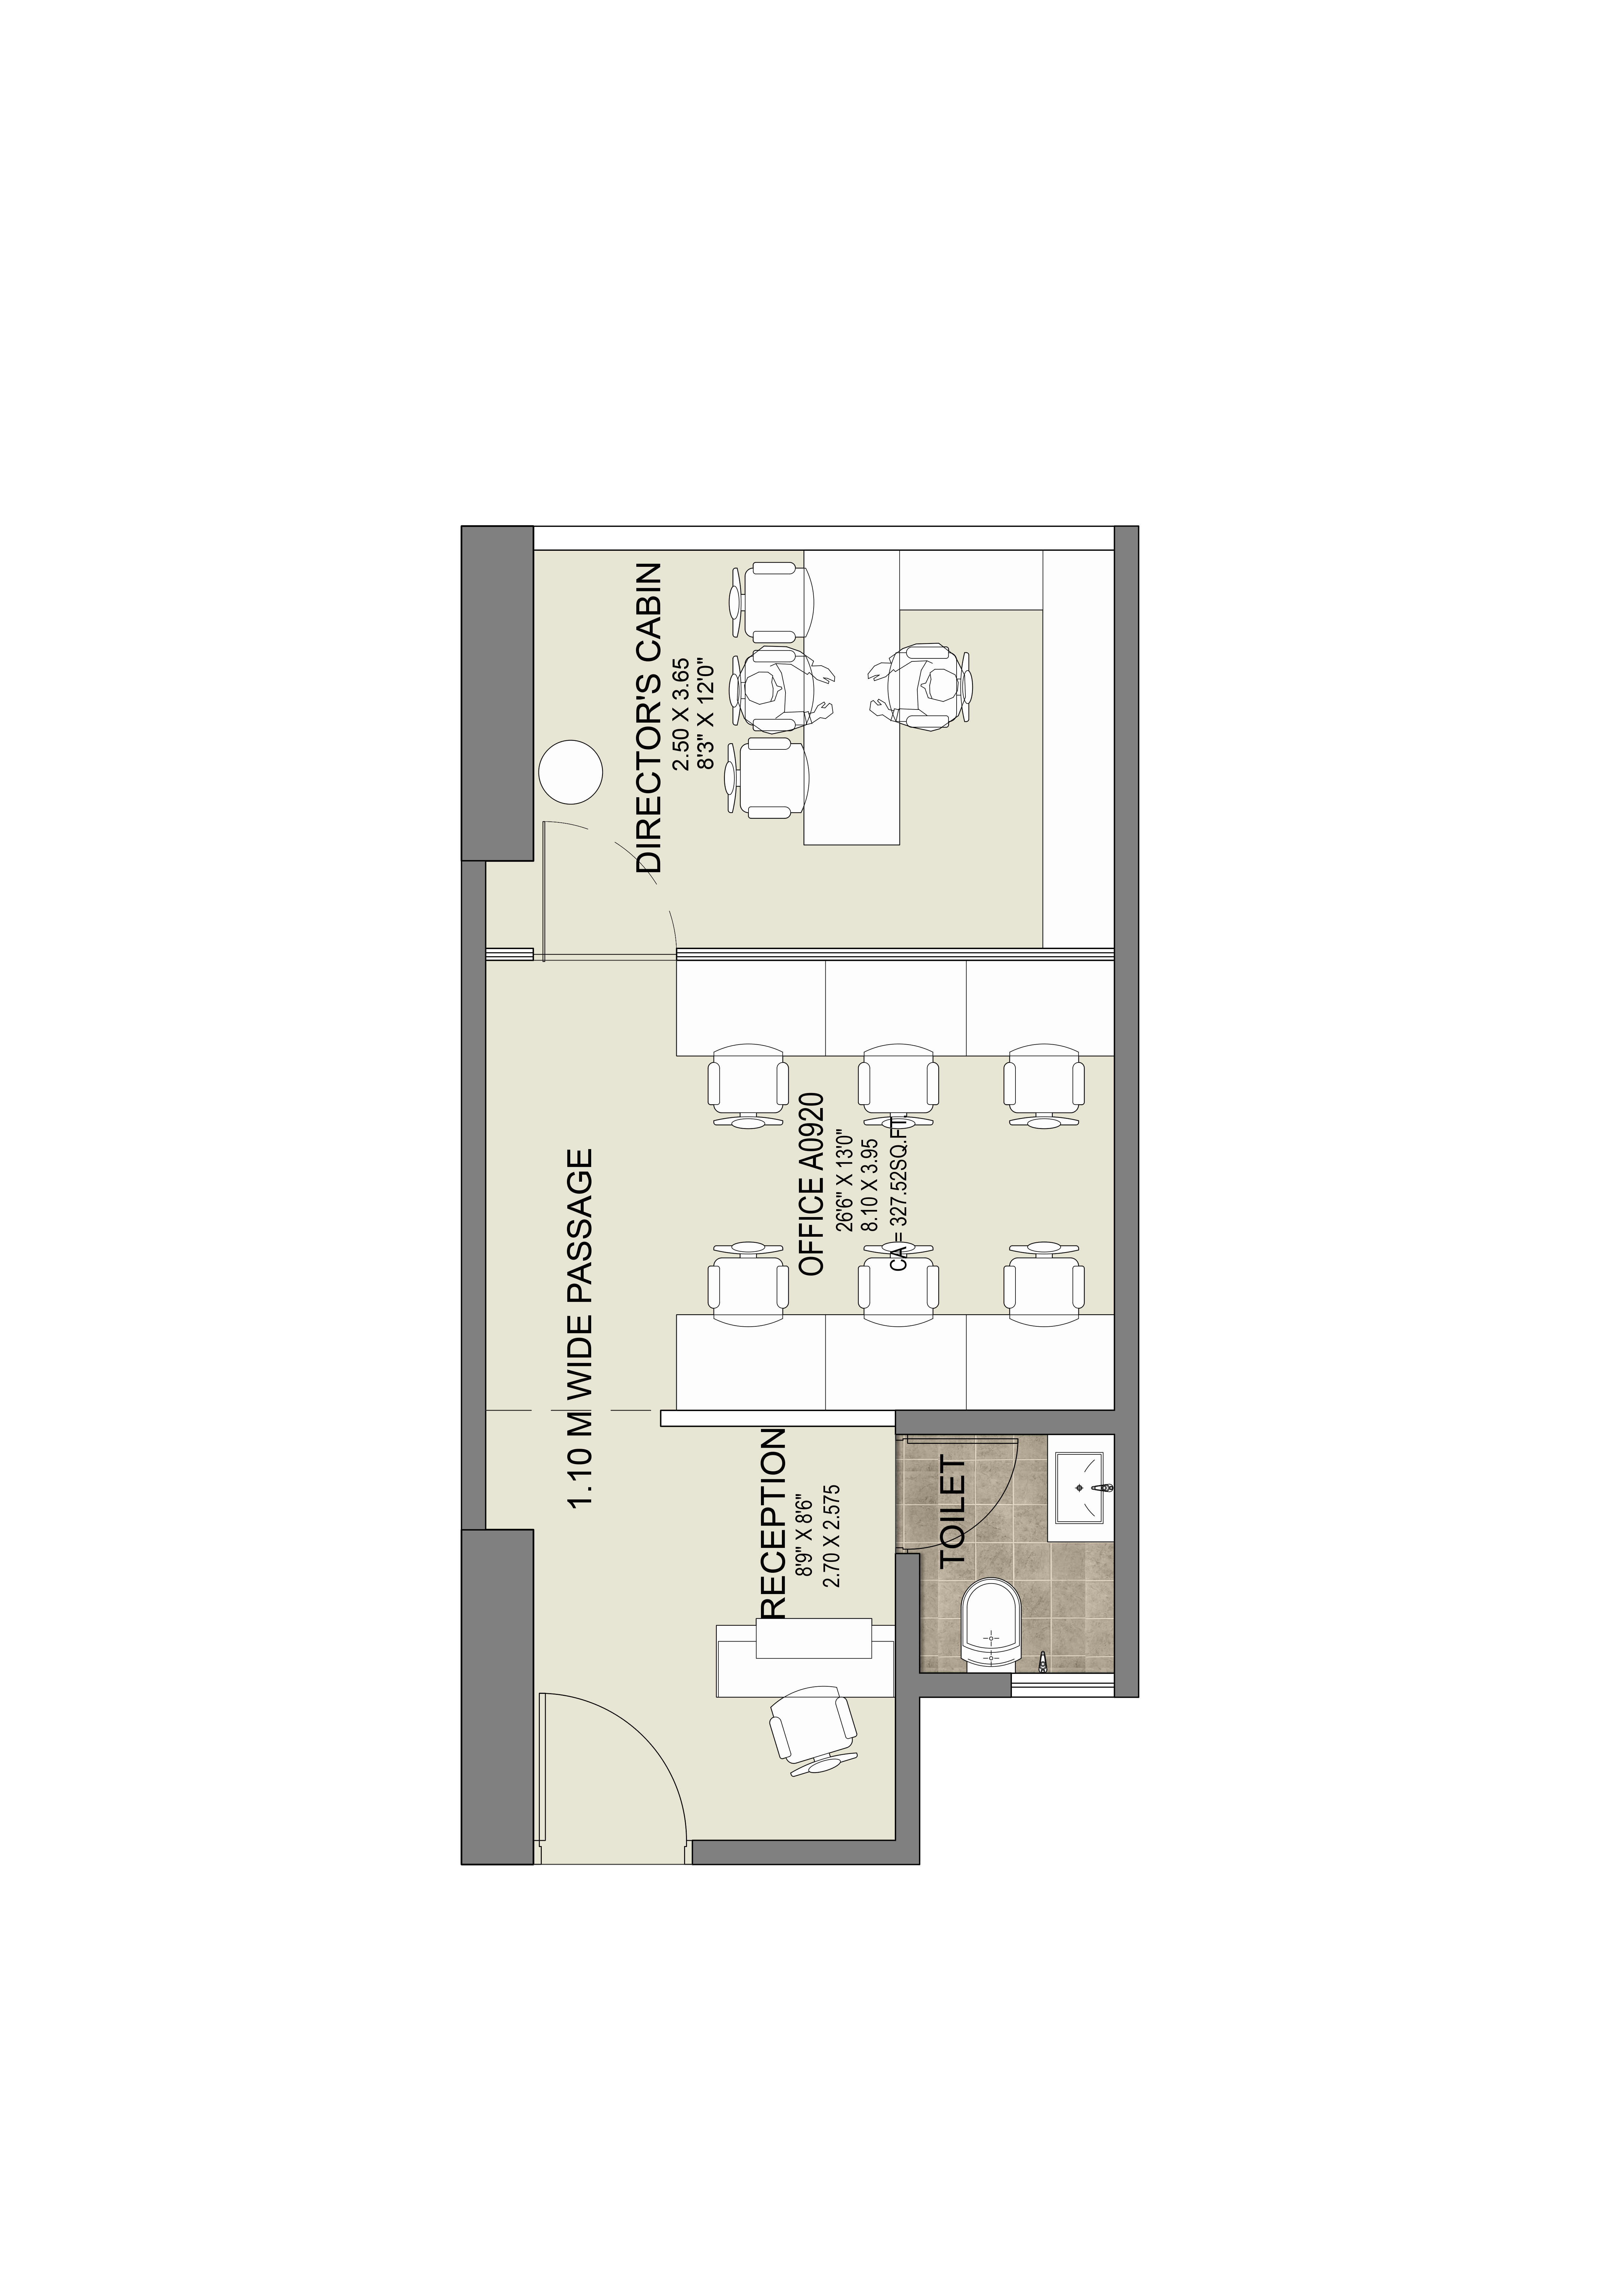 DIRECTOR'S CABIN
2.50 X 3.65
8'3" X 12'0"
1.10 M WIDE PASSAGE
OFFICE A0920
26'6" X 13'0"
8.10 X 3.95
CA = 327.52SQ.FT.
RECEPTION
8'9" X 8'6"
2.70 X 2.575
TOILET